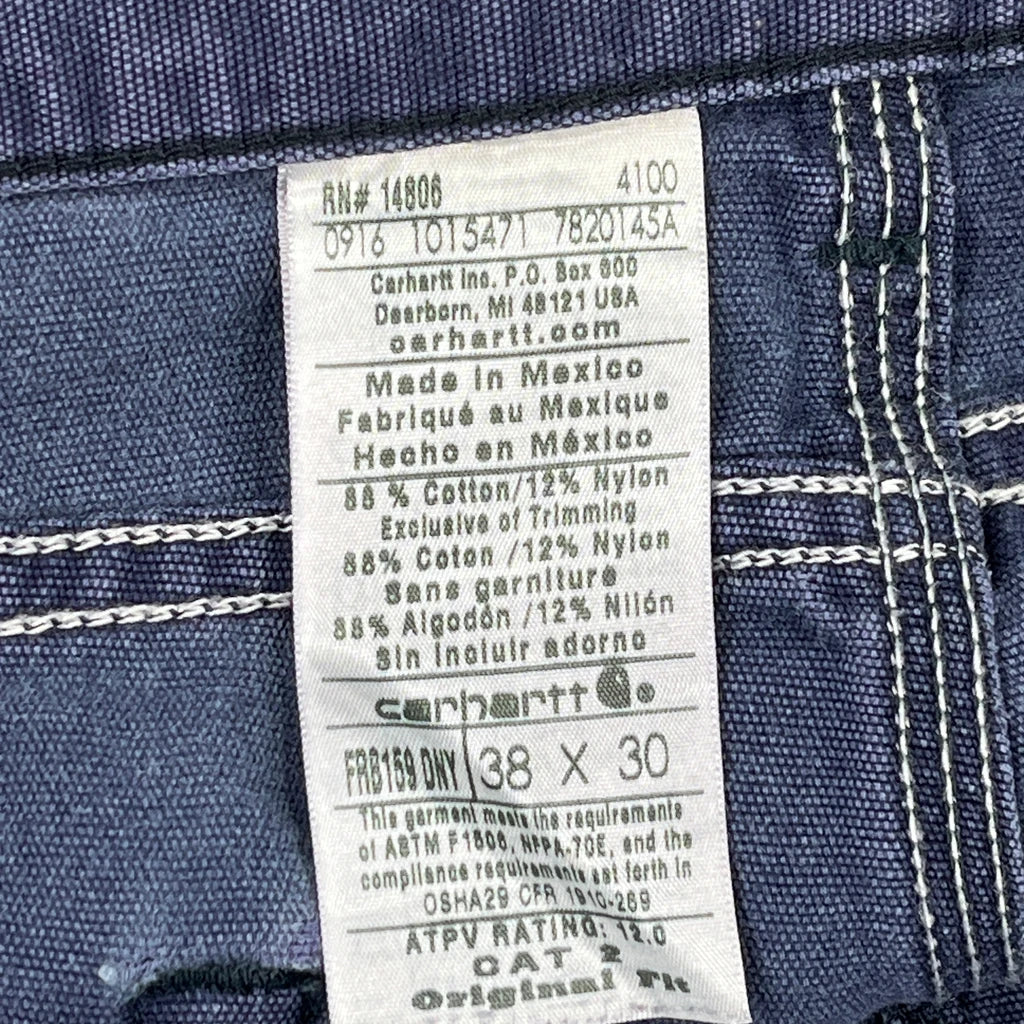 RN# 14806 4100
0916 1015471 7820145A
Carhartt Inc. P.O. Box 600
Dearborn, MI 48121 USA
carhartt.com
Made in Mexico
Fabriqué au Mexique
Hecho en México
88 % Cotton/12% Nylon
Exclusive of Trimming
88% Coton /12% Nylon
Sans garniture
88% Algodón /12% Nilón
Sin incluir adorno
carhartt ®
FRB159 DNY 38 X 30
This garment meets the requirements
of ASTM F1506, NFPA-70E, and the
compliance requirements set forth in
OSHA29 CFR 1910-269
ATPV RATING: 12.0
CAT 2
Original Fit